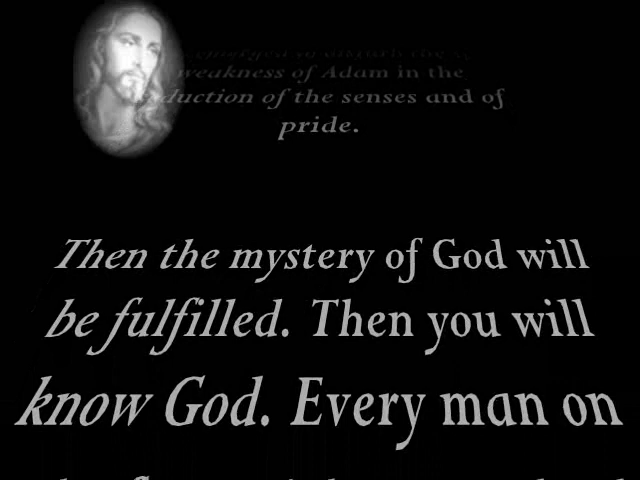 weakness of Adam in the
of the senses and of
pride.
Then the mystery of God will
be fulfilled. Then you will
know God. Every man on